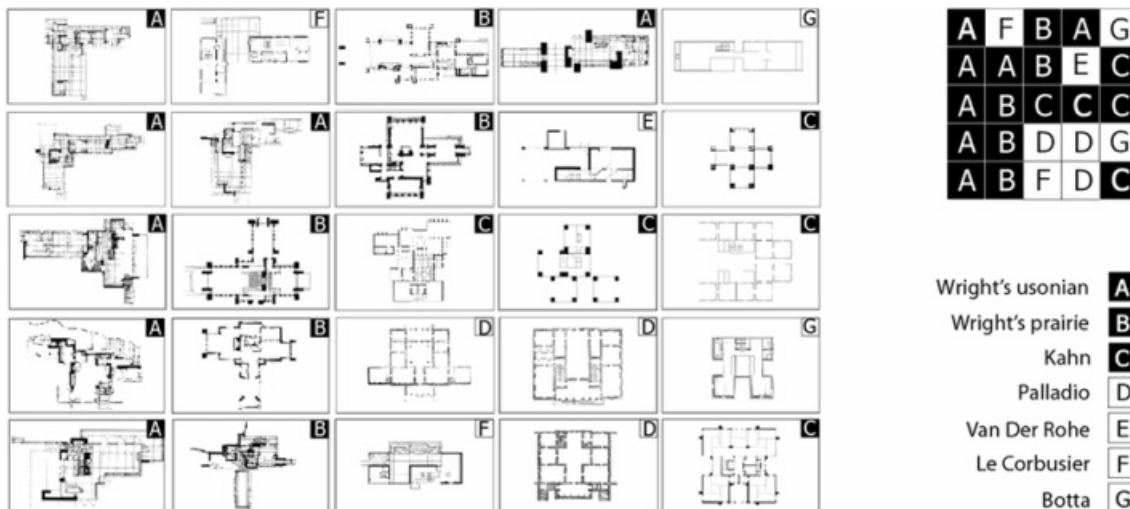 A F B A G
A A B E C
A B C C C
A B D D G
A B F D C
A F B A G
A A B E C
A B C C C
A B D D G
A B F D C
Wright's usonian A
Wright's prairie B
Kahn C
Palladio D
Van Der Rohe E
Le Corbusier F
Botta G